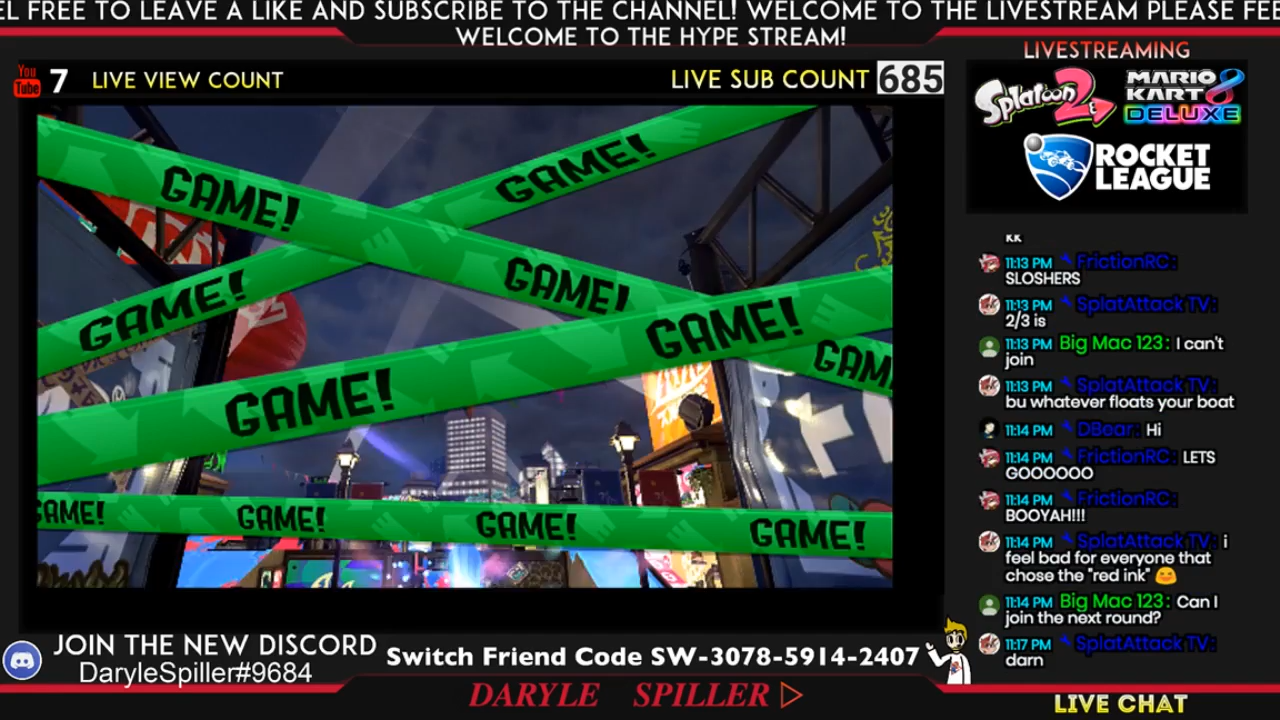 EL FREE TO LEAVE A LIKE AND SUBSCRIBE TO THE CHANNEL! WELCOME TO THE LIVESTREAM PLEASE FEE
WELCOME TO THE HYPE STREAM!
You Tube 7 LIVE VIEW COUNT
LIVE SUB COUNT 685
GAME!
GAME!
GAME!
GAME!
GAME!
GAME!
GAM
GAME! GAME! GAME! GAME!
JOIN THE NEW DISCORD
DaryleSpiller#9684
Switch Friend Code SW-3078-5914-2407
DARYLE SPILLER
LIVESTREAMING
Splatoon 2
MARIO KART 8 DELUXE
ROCKET LEAGUE
KK
11:13 PM FrictionRC:
SLOSHERS
11:13 PM SplatAttack TV:
2/3 is
11:13 PM Big Mac 123: I can't
join
11:13 PM SplatAttack TV:
bu whatever floats your boat
11:14 PM DBear: Hi
11:14 PM FrictionRC: LETS
GOOOOOO
11:14 PM FrictionRC:
BOOYAH!!!
11:14 PM SplatAttack TV: i
feel bad for everyone that
chose the "red ink" 😄
11:14 PM Big Mac 123: Can I
join the next round?
11:17 PM SplatAttack TV:
darn
LIVE CHAT